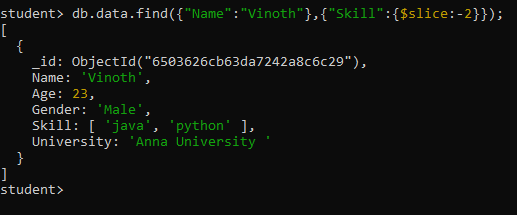 student> db.data.find({"Name":"Vinoth"},{"Skill":{$slice:-2}});
[
  {
    _id: ObjectId("6503626cb63da7242a8c6c29"),
    Name: 'Vinoth',
    Age: 23,
    Gender: 'Male',
    Skill: [ 'java', 'python' ],
    University: 'Anna University '
  }
]
student>